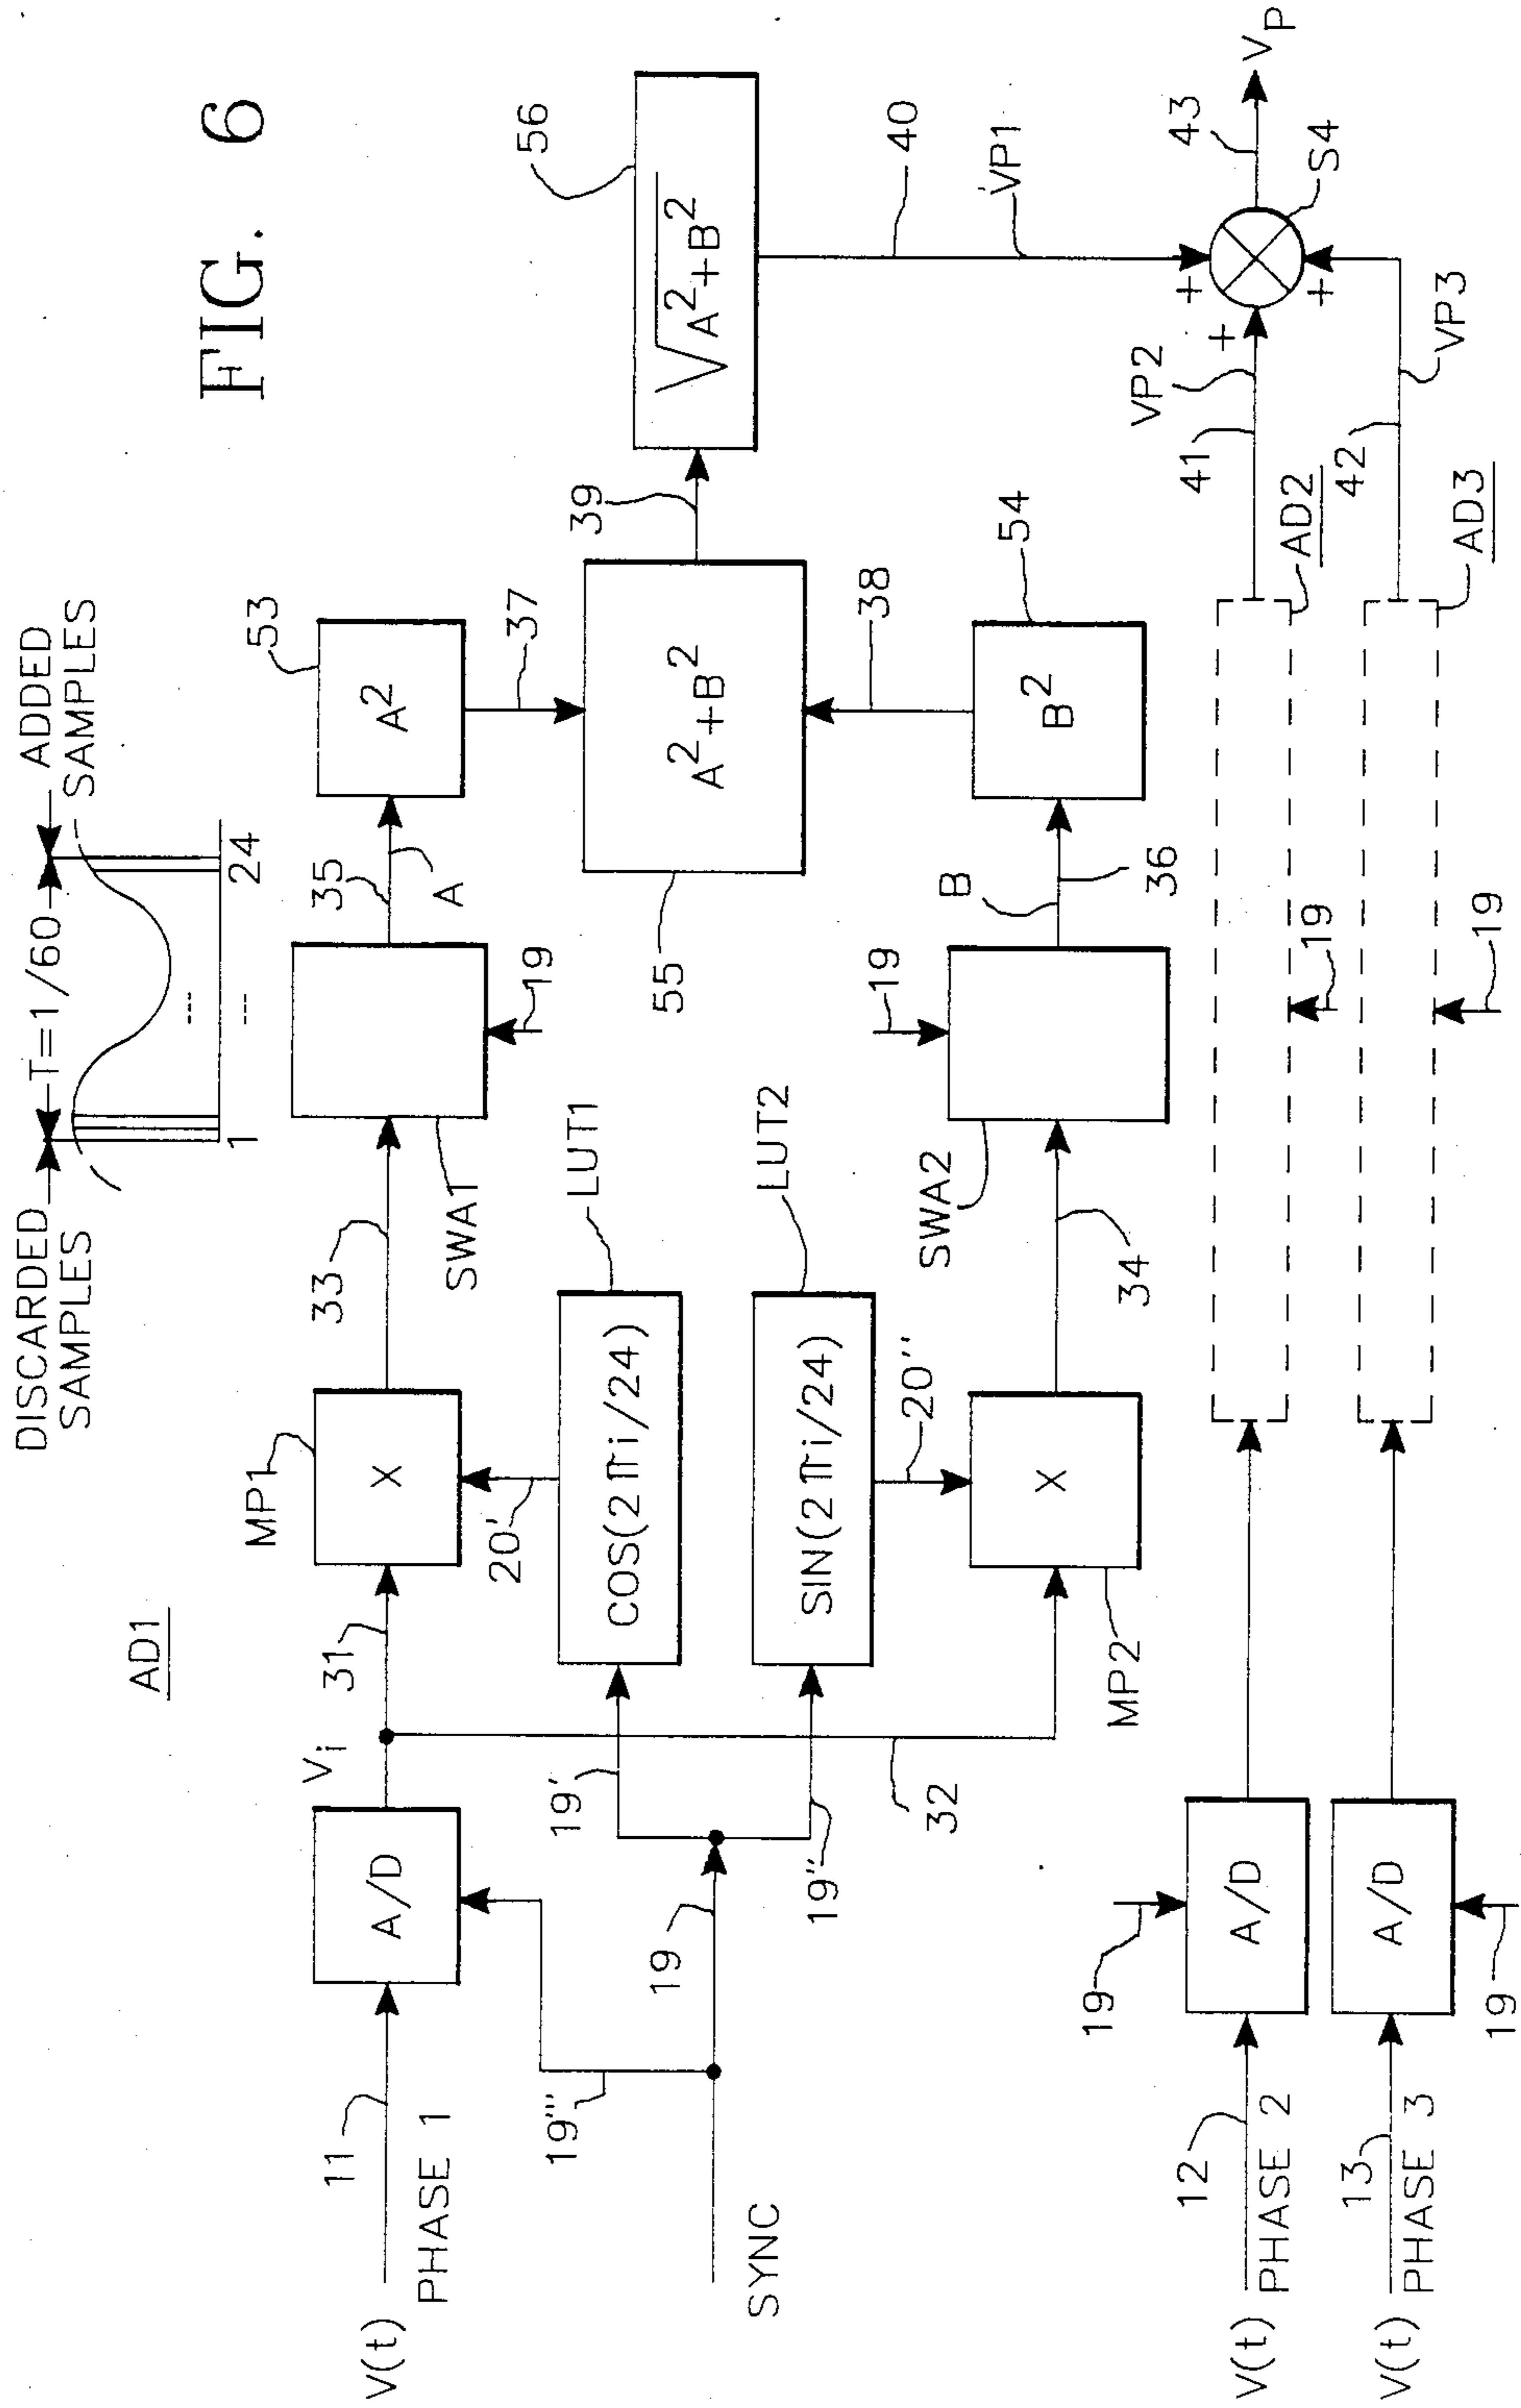 FIG. 6
DISCARDED
SAMPLES
T=1/60
ADDED
SAMPLES
1
---
---
24
AD1
V(t)
11
PHASE 1
A/D
Vi
31
MP1
X
33
SWA1
19
35
A
53
A²
37
19'''
SYNC
19
19'
19"
32
20'
LUT1
COS(2πi/24)
LUT2
SIN(2πi/24)
20''
MP2
X
34
SWA2
19
B
36
54
B²
38
55
A²+B²
39
56
√A²+B²
40
VP1
V(t)
12
PHASE 2
19
A/D
19
AD2
41
VP2
+
+
+
43
VP
S4
V(t)
13
PHASE 3
19
A/D
19
AD3
42
VP3